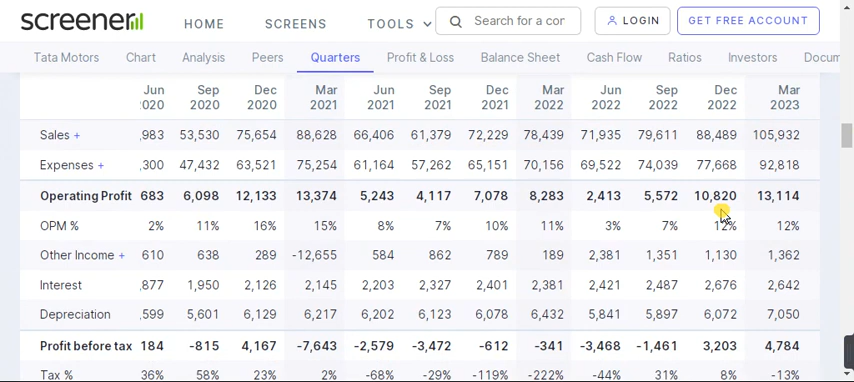 screener
HOME
SCREENS
TOOLS
Search for a cor
LOGIN
GET FREE ACCOUNT
Tata Motors Chart Analysis Peers Quarters Profit & Loss Balance Sheet Cash Flow Ratios Investors Docum
Jun Sep Dec Mar Jun Sep Dec Mar Jun Sep Dec Mar
2020 2020 2020 2021 2021 2021 2021 2022 2022 2022 2022 2023
Sales + ,983 53,530 75,654 88,628 66,406 61,379 72,229 78,439 71,935 79,611 88,489 105,932
Expenses + ,300 47,432 63,521 75,254 61,164 57,262 65,151 70,156 69,522 74,039 77,668 92,818
Operating Profit 683 6,098 12,133 13,374 5,243 4,117 7,078 8,283 2,413 5,572 10,820 13,114
OPM % 2% 11% 16% 15% 8% 7% 10% 11% 3% 7% 12% 12%
Other Income + 610 638 289 -12,655 584 862 789 189 2,381 1,351 1,130 1,362
Interest ,877 1,950 2,126 2,145 2,203 2,327 2,401 2,381 2,421 2,487 2,676 2,642
Depreciation ,599 5,601 6,129 6,217 6,202 6,123 6,078 6,432 5,841 5,897 6,072 7,050
Profit before tax 184 -815 4,167 -7,643 -2,579 -3,472 -612 -341 -3,468 -1,461 3,203 4,784
Tax % 36% 58% 23% 2% -68% -29% -119% -222% -44% 31% 8% -13%